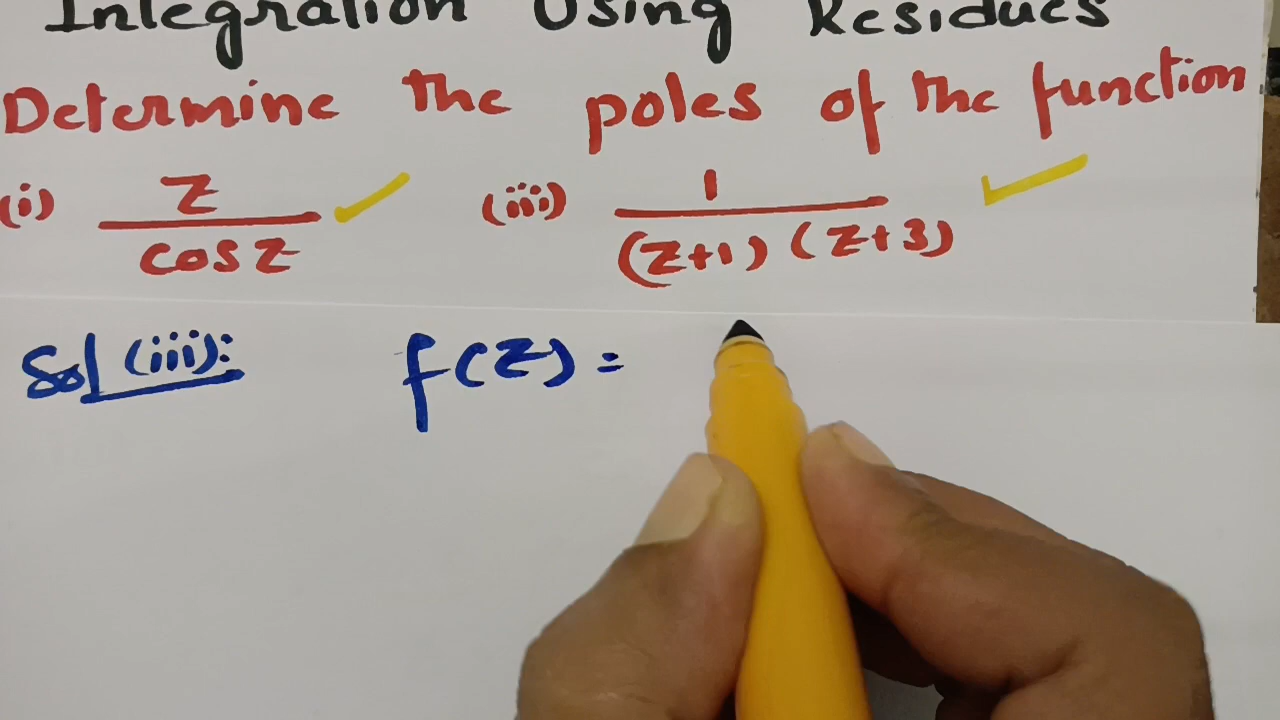 Integration Using Residues
Determine the poles of the function
(i) z / cos z (iii) 1 / (z+1) (z+3)
Sol (iii): f(z) =